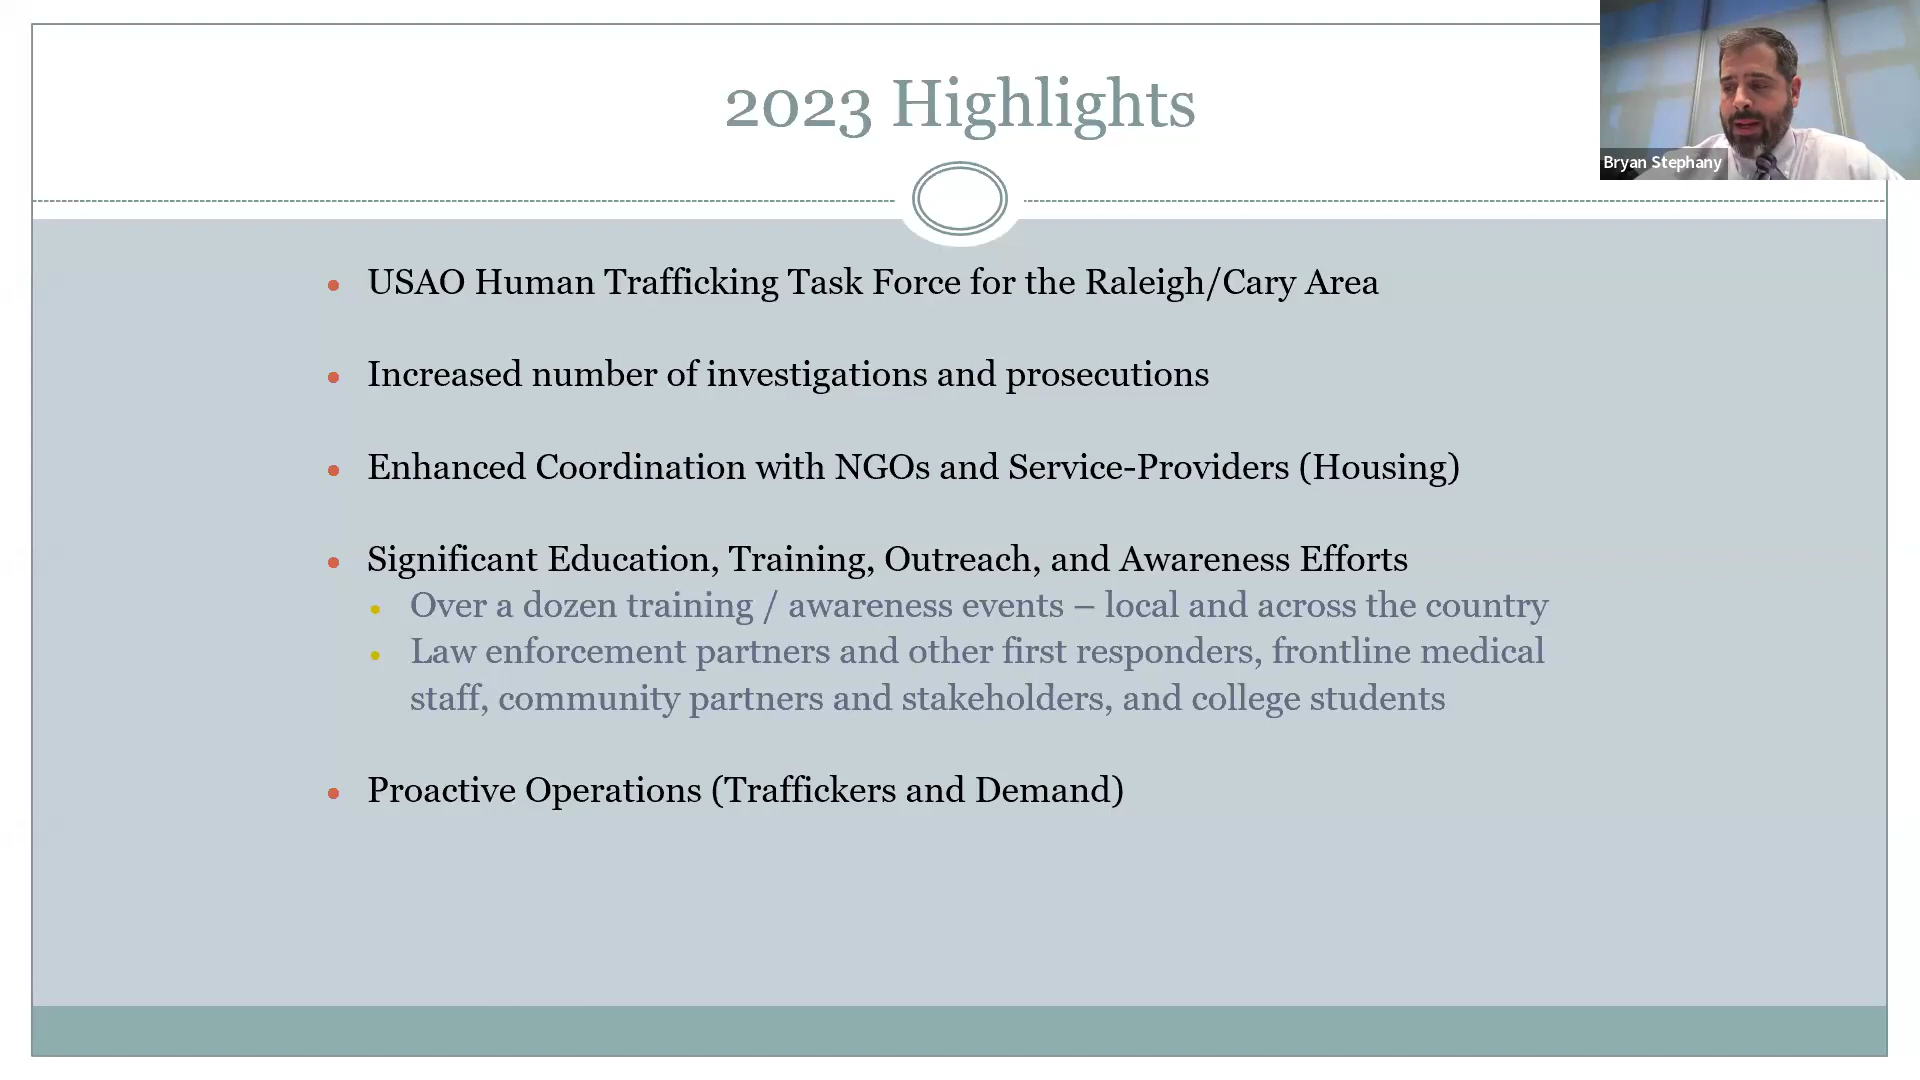 2023 Highlights
Bryan Stephany
USAO Human Trafficking Task Force for the Raleigh/Cary Area
Increased number of investigations and prosecutions
Enhanced Coordination with NGOs and Service-Providers (Housing)
Significant Education, Training, Outreach, and Awareness Efforts
Over a dozen training / awareness events – local and across the country
Law enforcement partners and other first responders, frontline medical
staff, community partners and stakeholders, and college students
Proactive Operations (Traffickers and Demand)